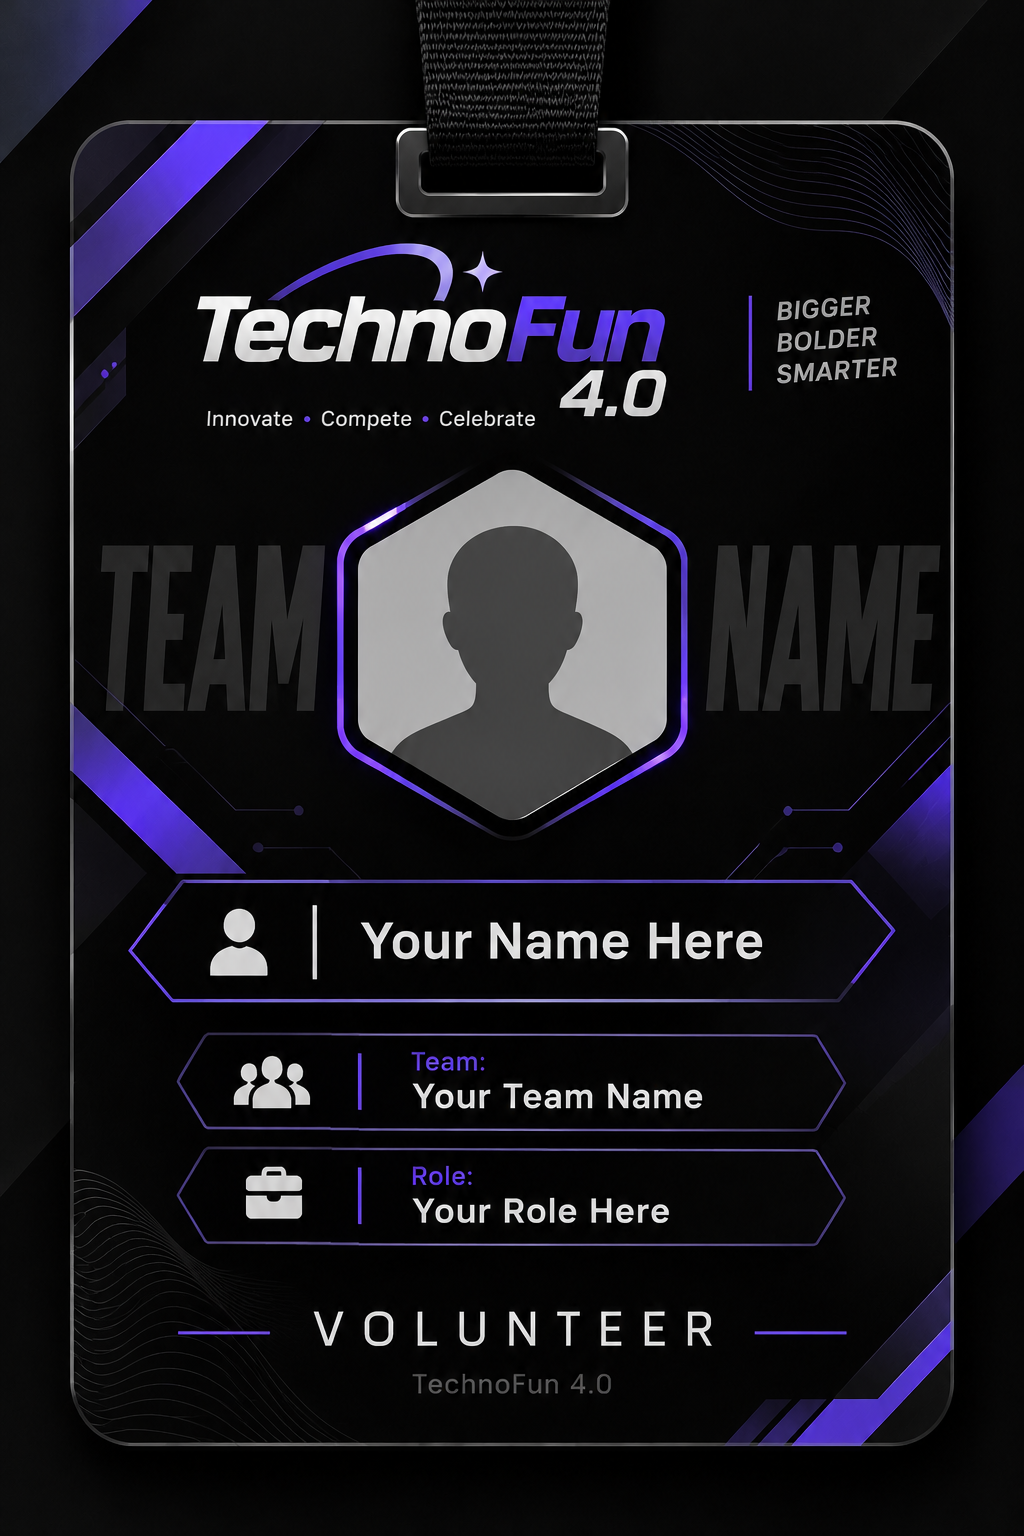 TechnoFun
4.0
Innovate • Compete • Celebrate
BIGGER
BOLDER
SMARTER
TEAM NAME
Your Name Here
Team:
Your Team Name
Role:
Your Role Here
VOLUNTEER
TechnoFun 4.0